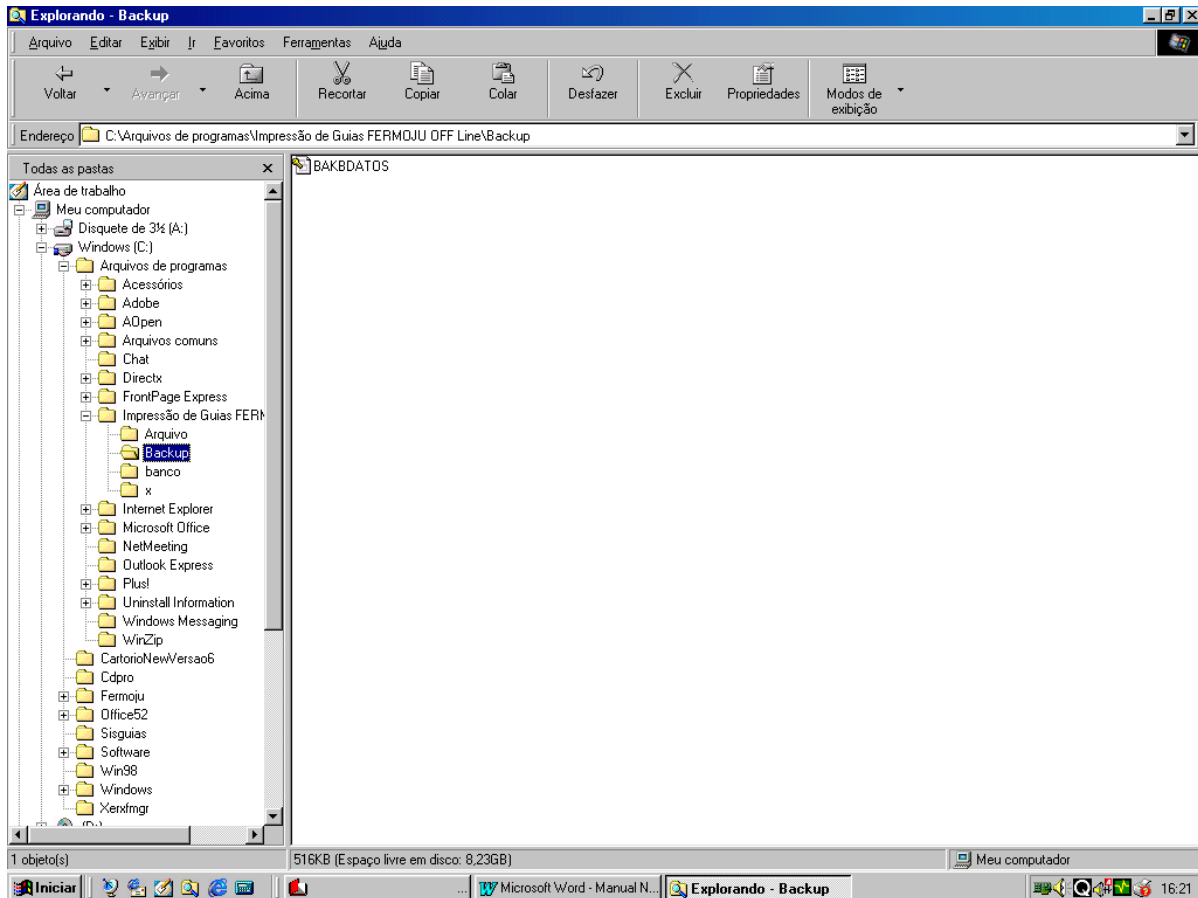 Explorando - Backup
Arquivo Editar Exibir Ir Favoritos Ferramentas Ajuda
Voltar Avançar Acima Recortar Copiar Colar Desfazer Excluir Propriedades Modos de exibição
Endereço C:\Arquivos de programas\Impressão de Guias FERMOJU OFF Line\Backup
Todas as pastas
BAKBDATOS
Área de trabalho
Meu computador
Disquete de 3½ (A:)
Windows (C:)
Arquivos de programas
Acessórios
Adobe
AOpen
Arquivos comuns
Chat
Directx
FrontPage Express
Impressão de Guias FERM
Arquivo
Backup
banco
x
Internet Explorer
Microsoft Office
NetMeeting
Outlook Express
Plus!
Uninstall Information
Windows Messaging
WinZip
CartorioNewVersao6
Cdpro
Fermoju
Office52
Sisguias
Software
Win98
Windows
Xerxfmgr
(D:)
1 objeto(s) 516KB (Espaço livre em disco: 8,23GB) Meu computador
Iniciar ... Microsoft Word - Manual N... Explorando - Backup 16:21